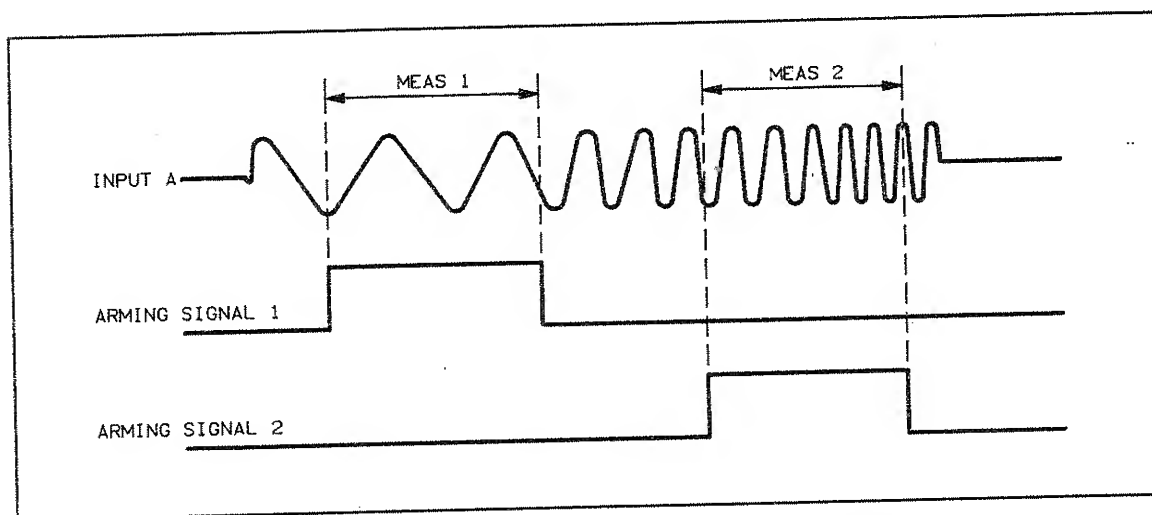 MEAS 1
MEAS 2
INPUT A
ARMING SIGNAL 1
ARMING SIGNAL 2